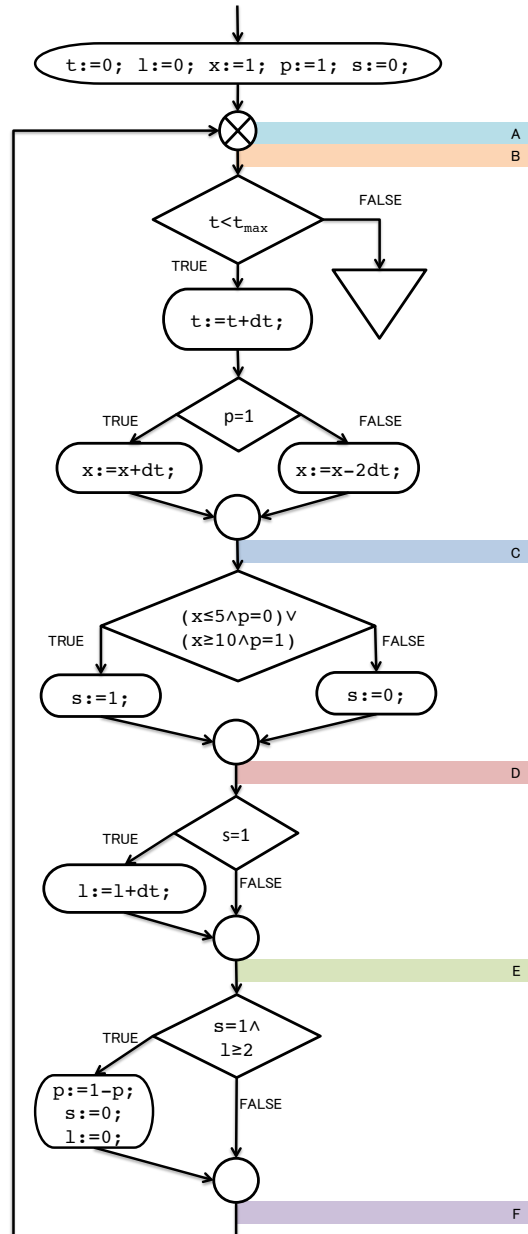 t:=0; l:=0; x:=1; p:=1; s:=0;
A
B
FALSE
t<tmax
TRUE
t:=t+dt;
TRUE
p=1
FALSE
x:=x+dt;
x:=x-2dt;
C
(x≤5∧p=0)∨
(x≥10∧p=1)
TRUE
FALSE
s:=1;
s:=0;
D
TRUE
s=1
l:=l+dt;
FALSE
E
s=1∧
l≥2
TRUE
p:=1-p;
s:=0;
l:=0;
FALSE
F